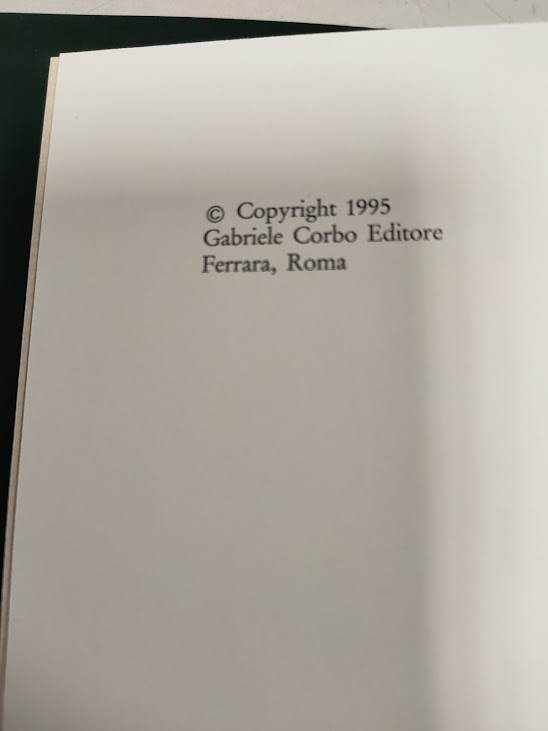 © Copyright 1995
Gabriele Corbo Editore
Ferrara, Roma